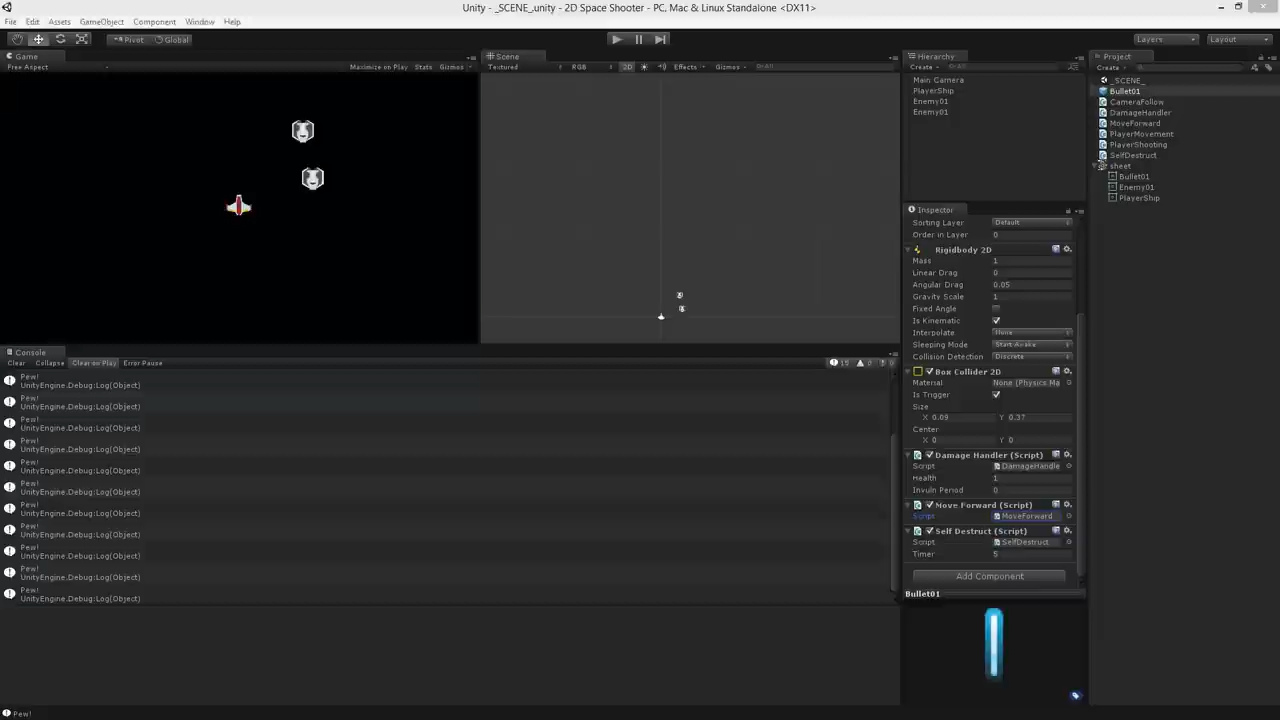 Unity - _SCENE_unity - 2D Space Shooter - PC, Mac & Linux Standalone <DX11>
File Edit Assets GameObject Component Window Help
Pivot Global Layers Layout
Game
Free Aspect Maximize on Play Stats Gizmos
Scene
Textured RGB 2D Effects Gizmos All
Hierarchy
Create All
Main Camera
PlayerShip
Enemy01
Enemy01
Project
Create
_SCENE_
Bullet01
CameraFollow
DamageHandler
MoveForward
PlayerMovement
PlayerShooting
SelfDestruct
sheet
Bullet01
Enemy01
PlayerShip
Inspector
Sorting Layer Default
Order in Layer 0
Rigidbody 2D
Mass 1
Linear Drag 0
Angular Drag 0.05
Gravity Scale 1
Fixed Angle
Is Kinematic
Interpolate None
Sleeping Mode Start Awake
Collision Detection Discrete
Box Collider 2D
Material None (Physics Ma
Is Trigger
Size
X 0.09 Y 0.37
Center
X 0 Y 0
Damage Handler (Script)
Script DamageHandle
Health 1
Invuln Period 0
Move Forward (Script)
Script MoveForward
Self Destruct (Script)
Script SelfDestruct
Timer 5
Add Component
Bullet01
Console
Clear Collapse Clear on Play Error Pause 15 0 0
Pew!
UnityEngine.Debug:Log(Object)
Pew!
UnityEngine.Debug:Log(Object)
Pew!
UnityEngine.Debug:Log(Object)
Pew!
UnityEngine.Debug:Log(Object)
Pew!
UnityEngine.Debug:Log(Object)
Pew!
UnityEngine.Debug:Log(Object)
Pew!
UnityEngine.Debug:Log(Object)
Pew!
UnityEngine.Debug:Log(Object)
Pew!
UnityEngine.Debug:Log(Object)
Pew!
UnityEngine.Debug:Log(Object)
Pew!
UnityEngine.Debug:Log(Object)
Pew!